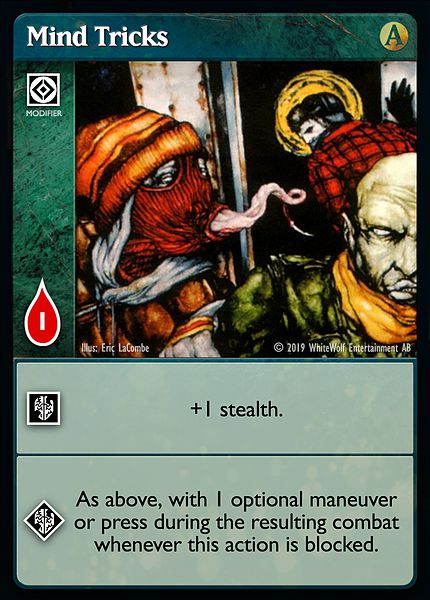 Mind Tricks
A
MODIFIER
1
Illus: Eric LaCombe
© 2019 WhiteWolf Entertainment AB
+1 stealth.
As above, with 1 optional maneuver
or press during the resulting combat
whenever this action is blocked.